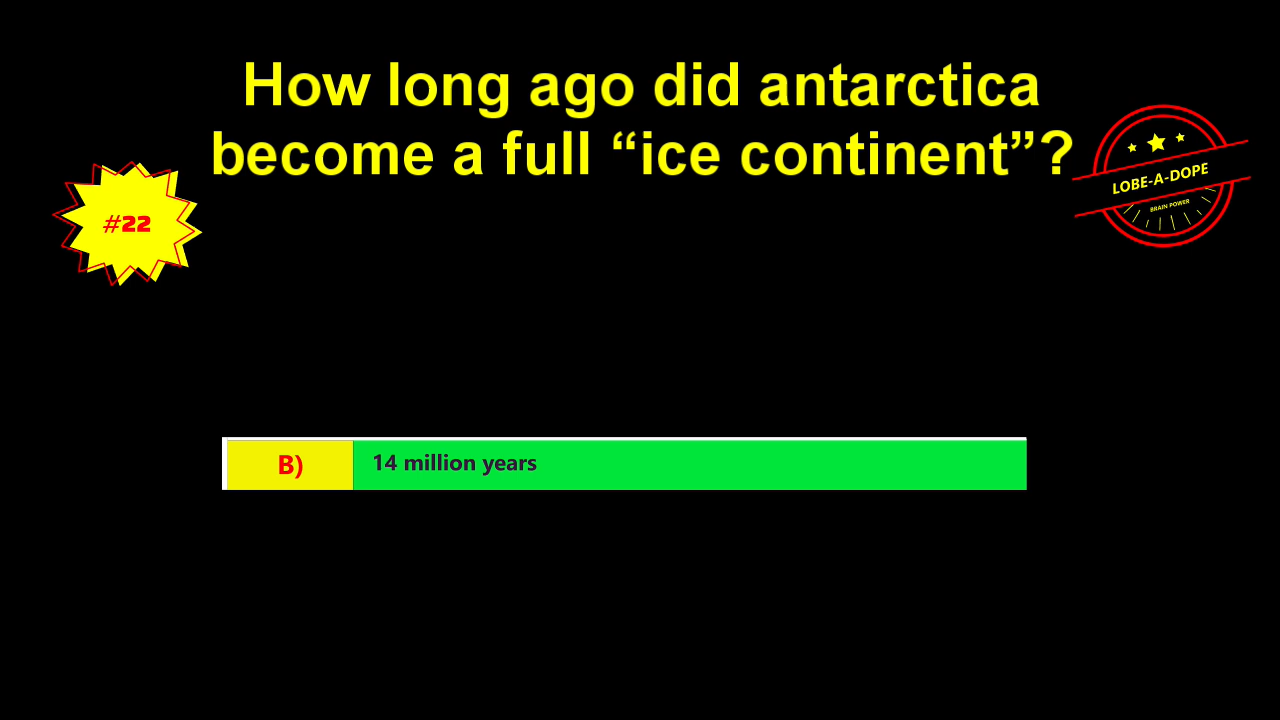 How long ago did antarctica
become a full “ice continent”?
#22
LOBE-A-DOPE
BRAIN POWER
B) 14 million years